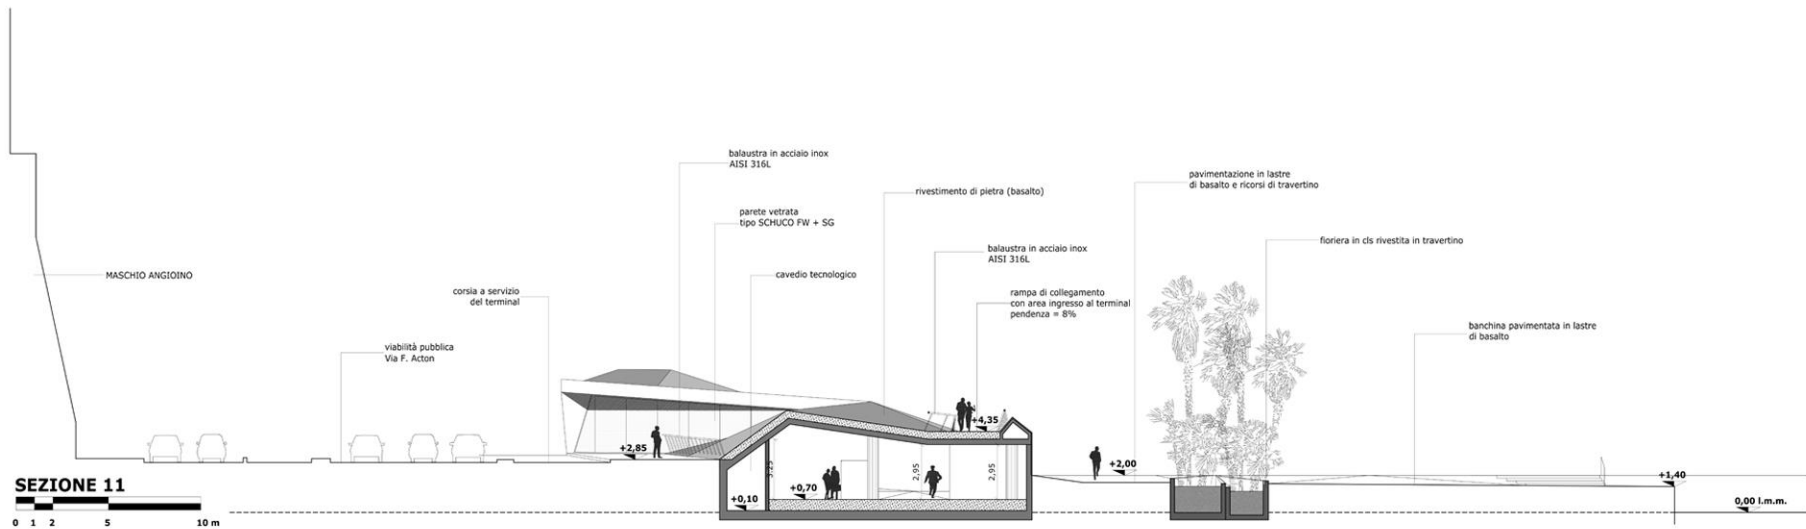 balaustra in acciaio inox
AISI 316L
parete vetrata
tipo SCHUCO FW + SG
rivestimento di pietra (basalto)
pavimentazione in lastre
di basalto e ricorsi di travertino
balaustra in acciaio inox
AISI 316L
fioriera in cls rivestita in travertino
MASCHIO ANGIOINO
cavedio tecnologico
corsia a servizio
del terminal
rampa di collegamento
con area ingresso al terminal
pendenza = 8%
banchina pavimentata in lastre
di basalto
viabilità pubblica
Via F. Acton
+4,35
+2,85
+2,00
+1,40
3,25
2,95
2,95
+0,70
+0,10
0,00 l.m.m.
SEZIONE 11
0 1 2 5 10 m